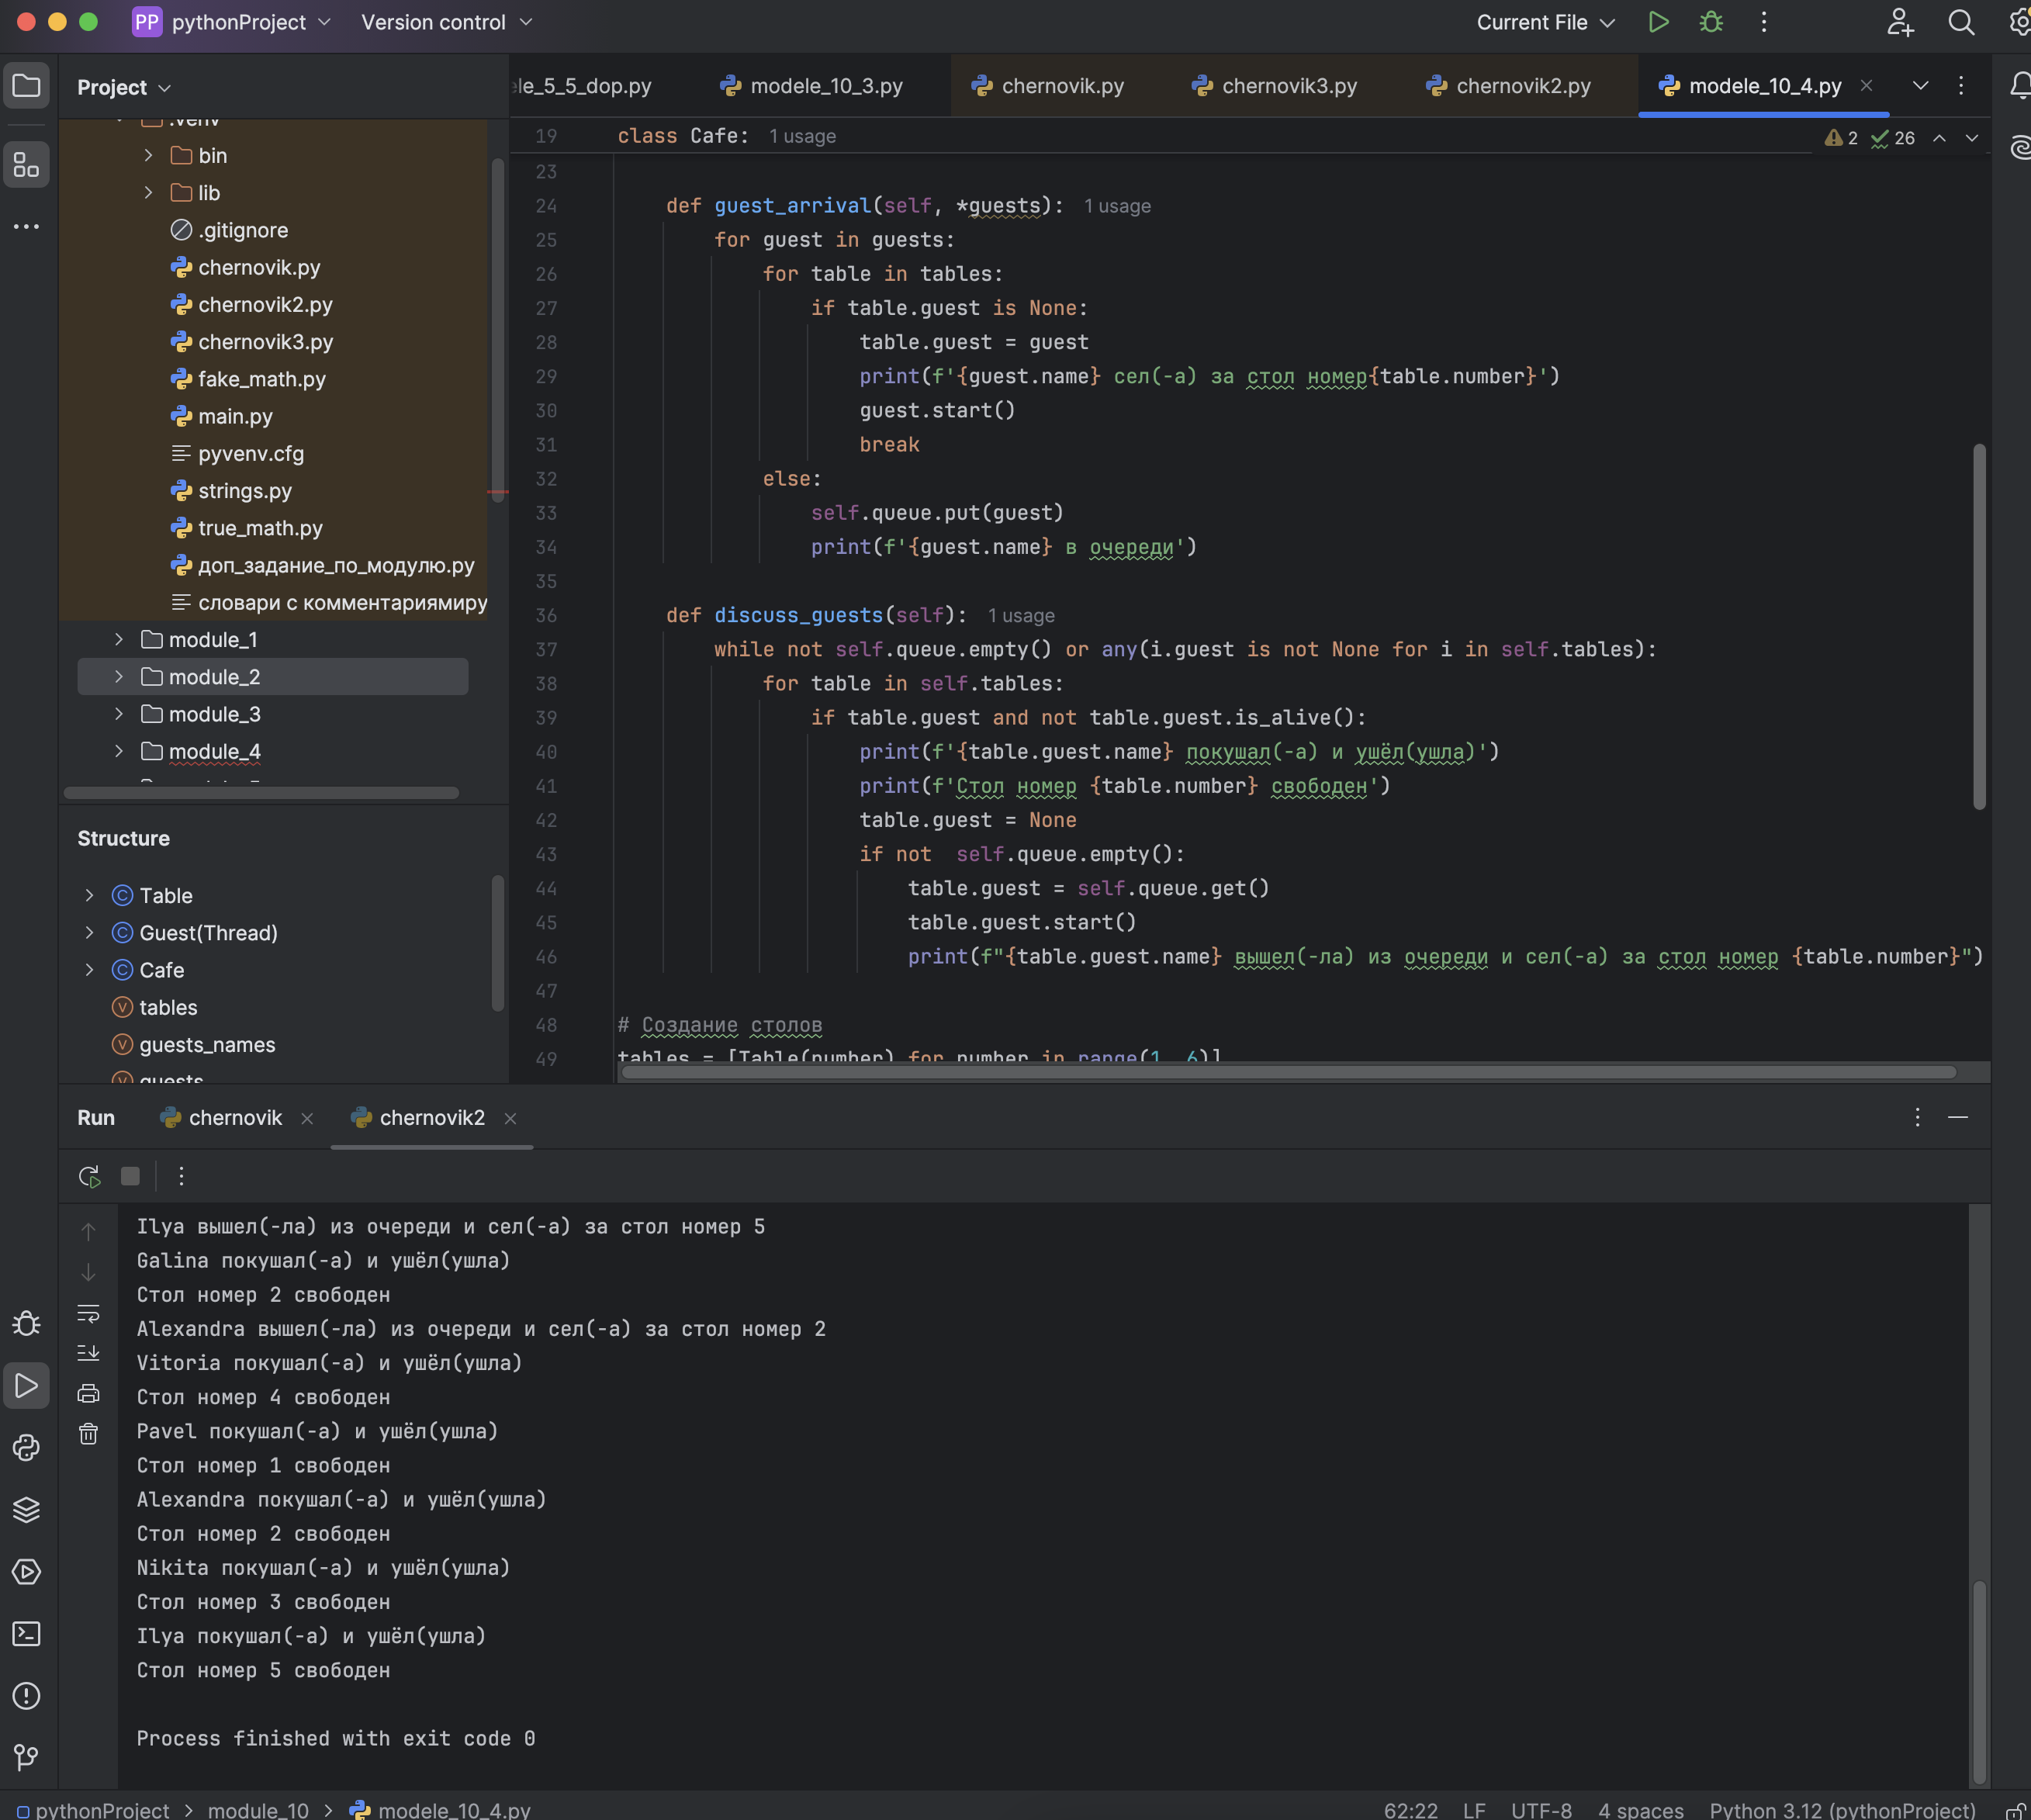 PP pythonProject Version control Current File
Project
.venv
bin
lib
.gitignore
chernovik.py
chernovik2.py
chernovik3.py
fake_math.py
main.py
pyvenv.cfg
strings.py
true_math.py
доп_задание_по_модулю.py
словари с комментариямиpy
module_1
module_2
module_3
module_4
Structure
Table
Guest(Thread)
Cafe
tables
guests_names
guests
le_5_5_dop.py modele_10_3.py chernovik.py chernovik3.py chernovik2.py modele_10_4.py
19 class Cafe: 1 usage 2 26
23
24 def guest_arrival(self, *guests): 1 usage
25 for guest in guests:
26 for table in tables:
27 if table.guest is None:
28 table.guest = guest
29 print(f'{guest.name} сел(-а) за стол номер{table.number}')
30 guest.start()
31 break
32 else:
33 self.queue.put(guest)
34 print(f'{guest.name} в очереди')
35
36 def discuss_guests(self): 1 usage
37 while not self.queue.empty() or any(i.guest is not None for i in self.tables):
38 for table in self.tables:
39 if table.guest and not table.guest.is_alive():
40 print(f'{table.guest.name} покушал(-а) и ушёл(ушла)')
41 print(f'Стол номер {table.number} свободен')
42 table.guest = None
43 if not  self.queue.empty():
44 table.guest = self.queue.get()
45 table.guest.start()
46 print(f"{table.guest.name} вышел(-ла) из очереди и сел(-а) за стол номер {table.number}")
47
48 # Создание столов
49 tables = [Table(number) for number in range(1, 6)]
Run chernovik chernovik2
Ilya вышел(-ла) из очереди и сел(-а) за стол номер 5
Galina покушал(-а) и ушёл(ушла)
Стол номер 2 свободен
Alexandra вышел(-ла) из очереди и сел(-а) за стол номер 2
Vitoria покушал(-а) и ушёл(ушла)
Стол номер 4 свободен
Pavel покушал(-а) и ушёл(ушла)
Стол номер 1 свободен
Alexandra покушал(-а) и ушёл(ушла)
Стол номер 2 свободен
Nikita покушал(-а) и ушёл(ушла)
Стол номер 3 свободен
Ilya покушал(-а) и ушёл(ушла)
Стол номер 5 свободен
Process finished with exit code 0
pythonProject module_10 modele_10_4.py 62:22 LF UTF-8 4 spaces Python 3.12 (pythonProject)